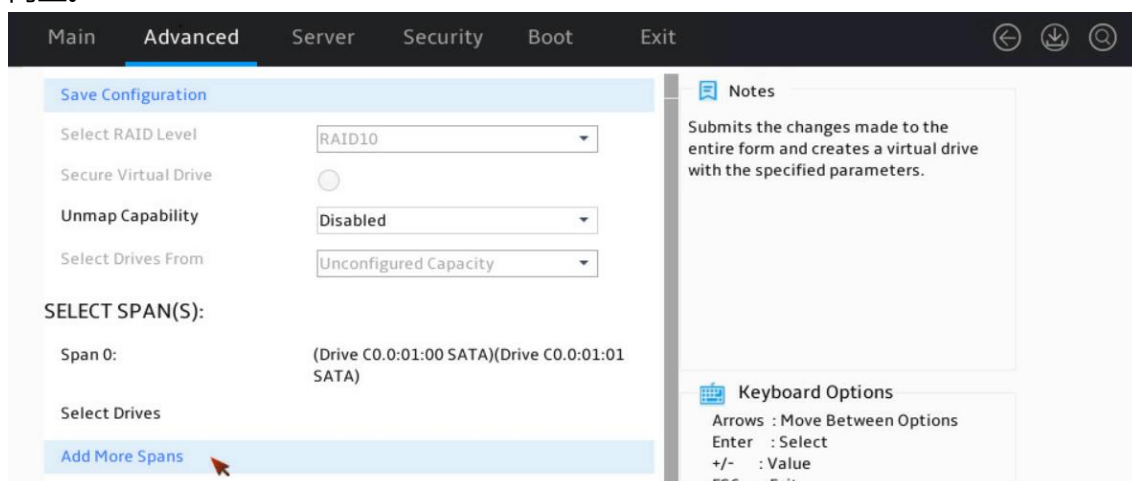 Main Advanced Server Security Boot Exit
Save Configuration
Select RAID Level RAID10
Secure Virtual Drive
Unmap Capability Disabled
Select Drives From Unconfigured Capacity
SELECT SPAN(S):
Span 0: (Drive C0.0:01:00 SATA)(Drive C0.0:01:01
SATA)
Select Drives
Add More Spans
Notes
Submits the changes made to the
entire form and creates a virtual drive
with the specified parameters.
Keyboard Options
Arrows : Move Between Options
Enter : Select
+/- : Value